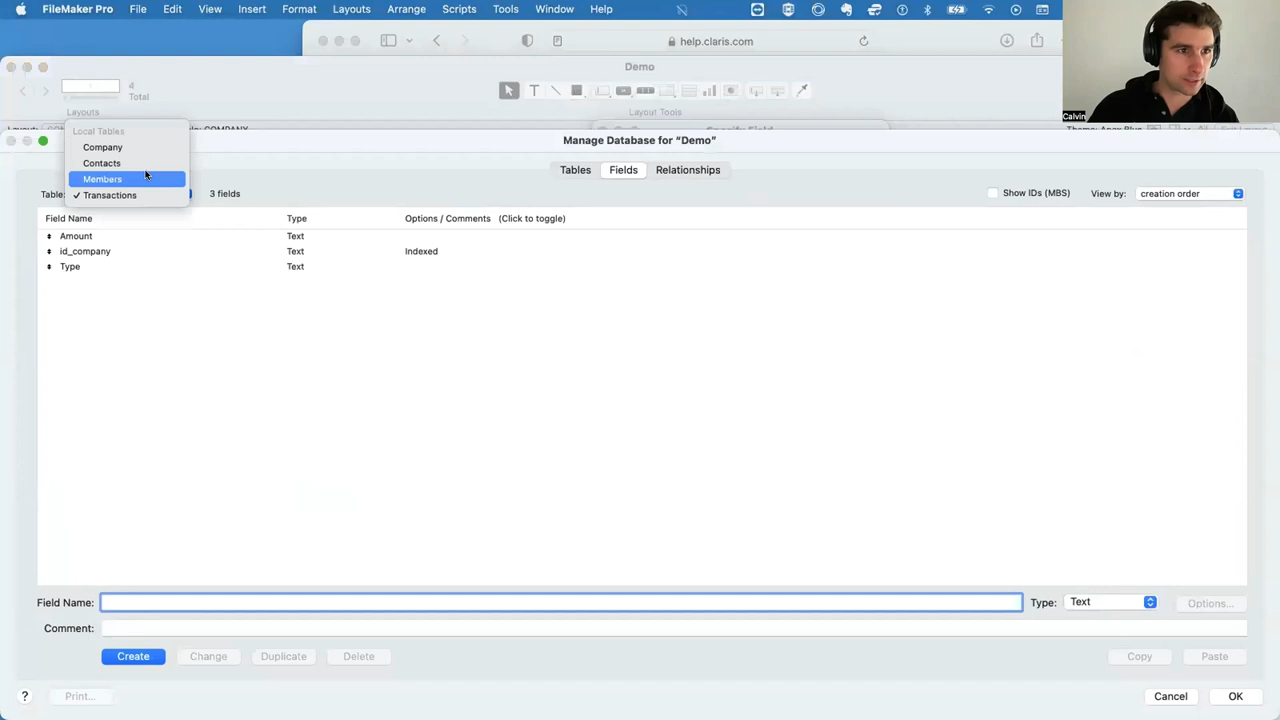 FileMaker Pro File Edit View Insert Format Layouts Arrange Scripts Tools Window Help
help.claris.com
Demo
4
Total
Layouts
Layout Tools
Manage Database for “Demo”
Local Tables
Company
Contacts
Members
✓ Transactions
Tables Fields Relationships
Table: 3 fields
Show IDs (MBS) View by: creation order
Field Name Type Options / Comments (Click to toggle)
Amount Text
id_company Text Indexed
Type Text
Field Name: Type: Text Options...
Comment:
Create Change Duplicate Delete Copy Paste
? Print... Cancel OK
Calvin